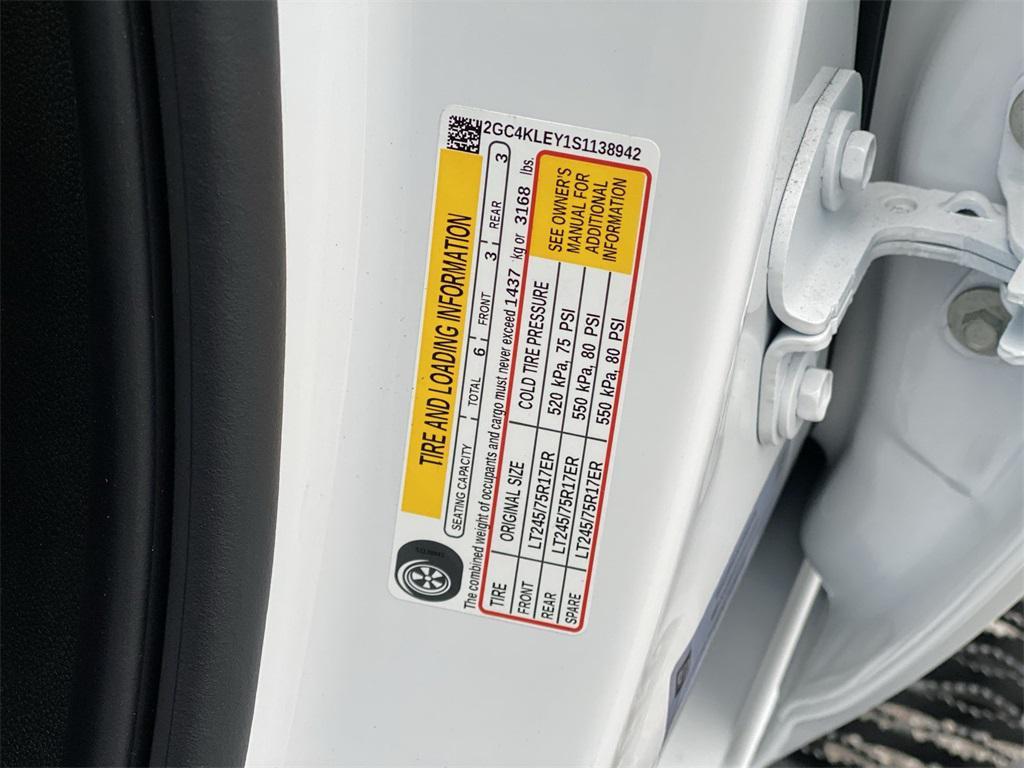 2GC4KLEY1S1138942
TIRE AND LOADING INFORMATION
SEATING CAPACITY TOTAL 6 FRONT 3 REAR 3
The combined weight of occupants and cargo must never exceed 1437 kg or 3168 lbs.
TIRE ORIGINAL SIZE COLD TIRE PRESSURE
FRONT LT245/75R17ER 520 kPa, 75 PSI
REAR LT245/75R17ER 550 kPa, 80 PSI
SPARE LT245/75R17ER 550 kPa, 80 PSI
SEE OWNER'S
MANUAL FOR
ADDITIONAL
INFORMATION